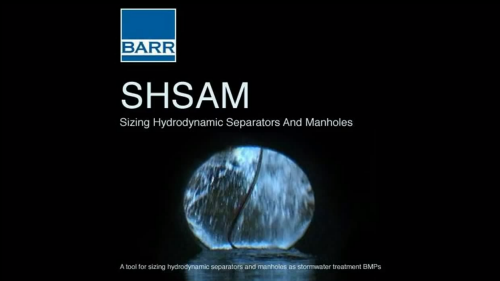 BARR
SHSAM
Sizing Hydrodynamic Separators And Manholes
A tool for sizing hydrodynamic separators and manholes as stormwater treatment BMPs